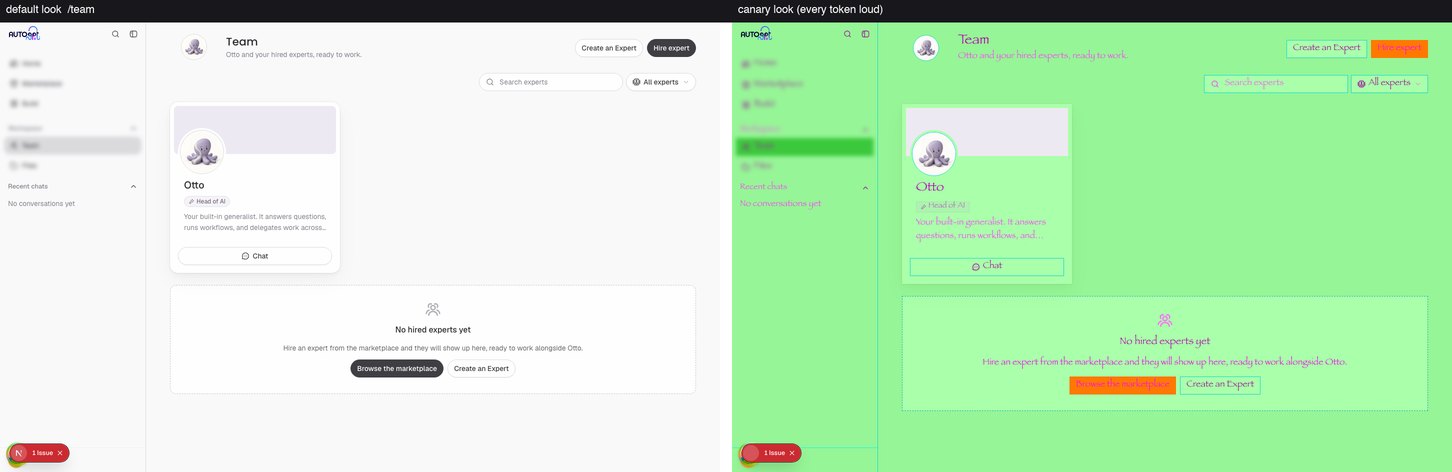 default look /team
AUTOgpt
Team
Otto and your hired experts, ready to work.
Create an Expert
Hire expert
Search experts
All experts
Recent chats
No conversations yet
Otto
Head of AI
Your built-in generalist. It answers questions,
runs workflows, and delegates work across...
Chat
No hired experts yet
Hire an expert from the marketplace and they will show up here, ready to work alongside Otto.
Browse the marketplace
Create an Expert
N
1 Issue
canary look (every token loud)
AUTOgpt
Team
Otto and your hired experts, ready to work.
Create an Expert
Hire expert
Search experts
All experts
Recent chats
No conversations yet
Otto
Head of AI
Your built-in generalist. It answers
questions, runs workflows, and...
Chat
No hired experts yet
Hire an expert from the marketplace and they will show up here, ready to work alongside Otto.
Browse the marketplace
Create an Expert
1 Issue